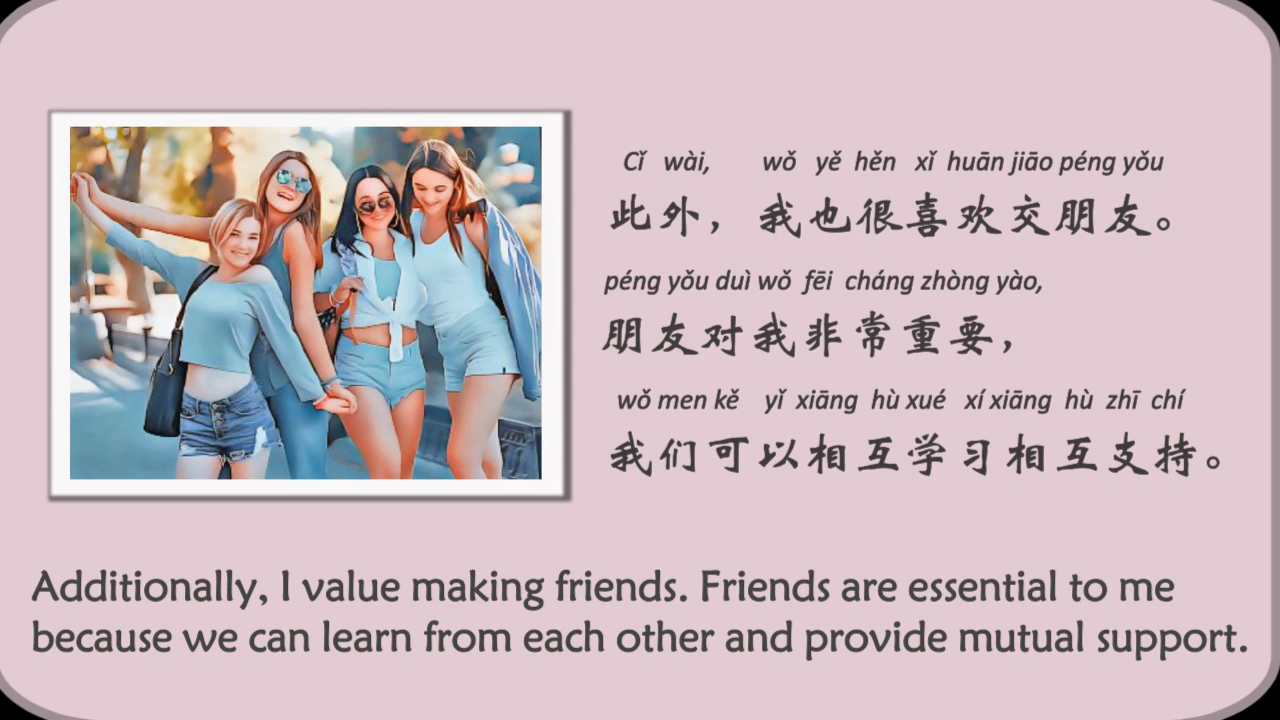 Cǐ wài, wǒ yě hěn xǐ huān jiāo péng yǒu
此外，我也很喜欢交朋友。
péng yǒu duì wǒ fēi cháng zhòng yào,
朋友对我非常重要，
wǒ men kě yǐ xiāng hù xué xí xiāng hù zhī chí
我们可以相互学习相互支持。
Additionally, I value making friends. Friends are essential to me
because we can learn from each other and provide mutual support.